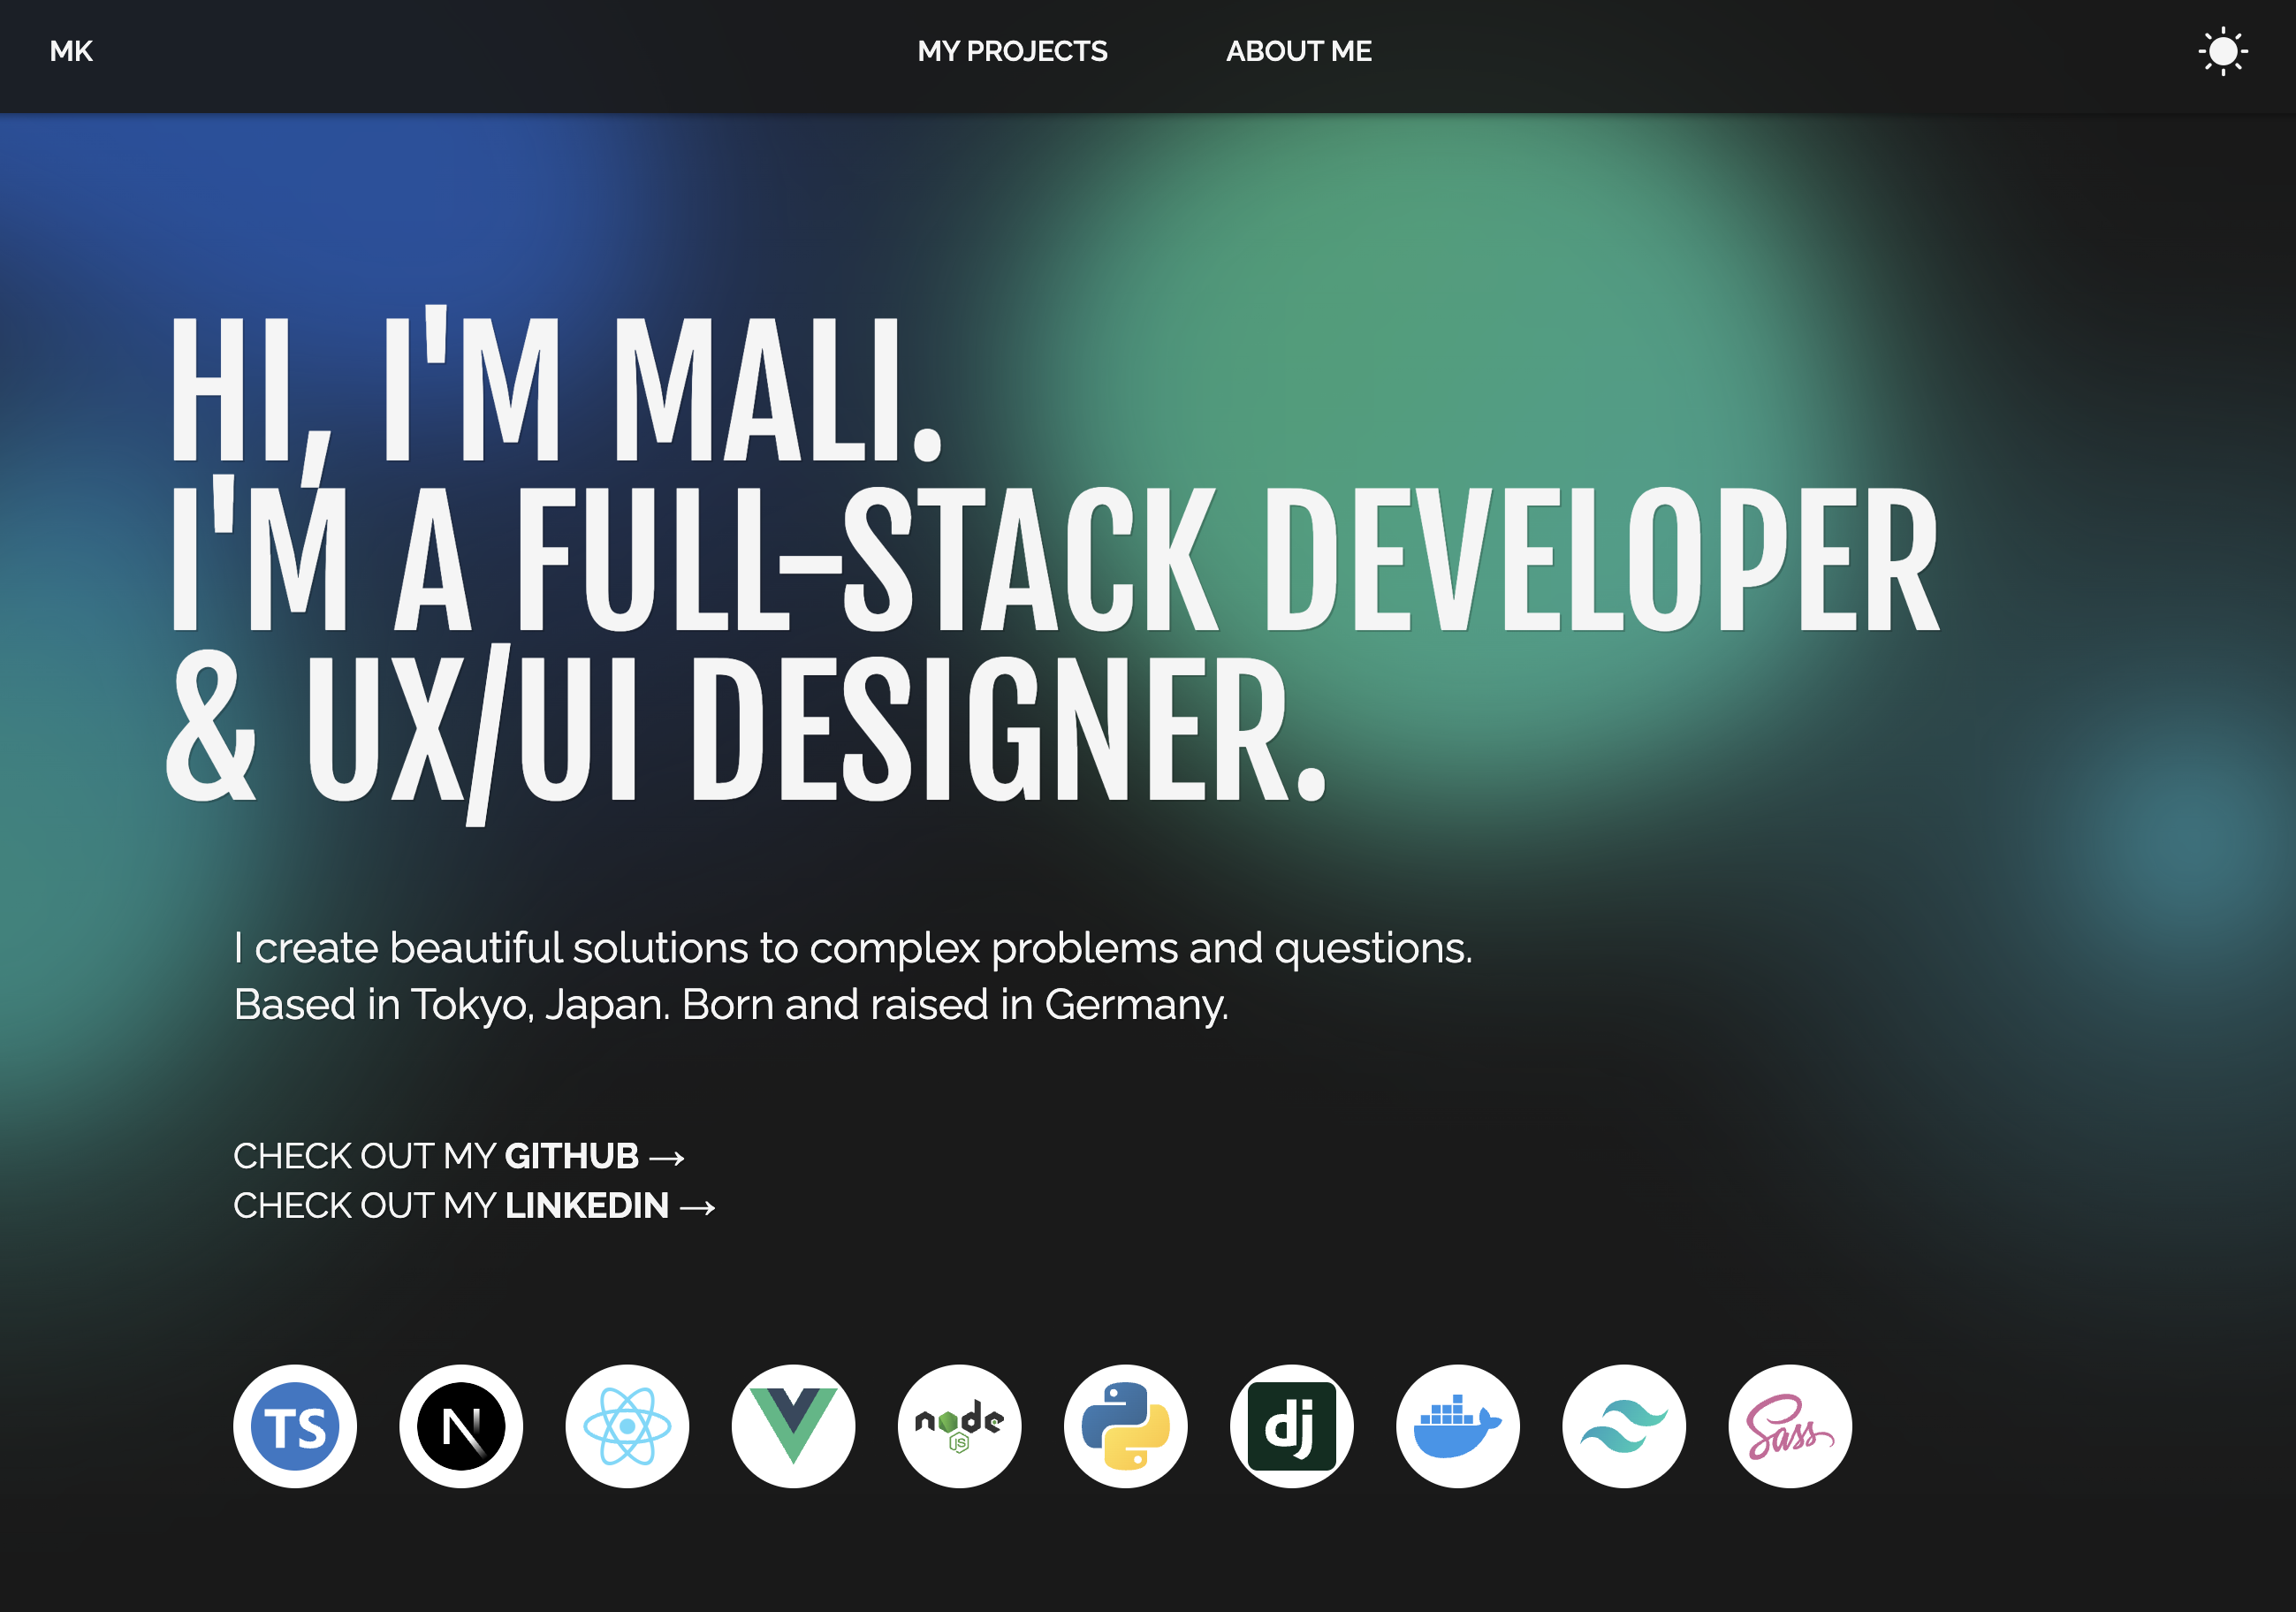 MK
MY PROJECTS
ABOUT ME
HI, I'M MALI.
I'M A FULL-STACK DEVELOPER
& UX/UI DESIGNER.
I create beautiful solutions to complex problems and questions.
Based in Tokyo, Japan. Born and raised in Germany.
CHECK OUT MY GITHUB →
CHECK OUT MY LINKEDIN →
TS
N
node
JS
dj
Sass